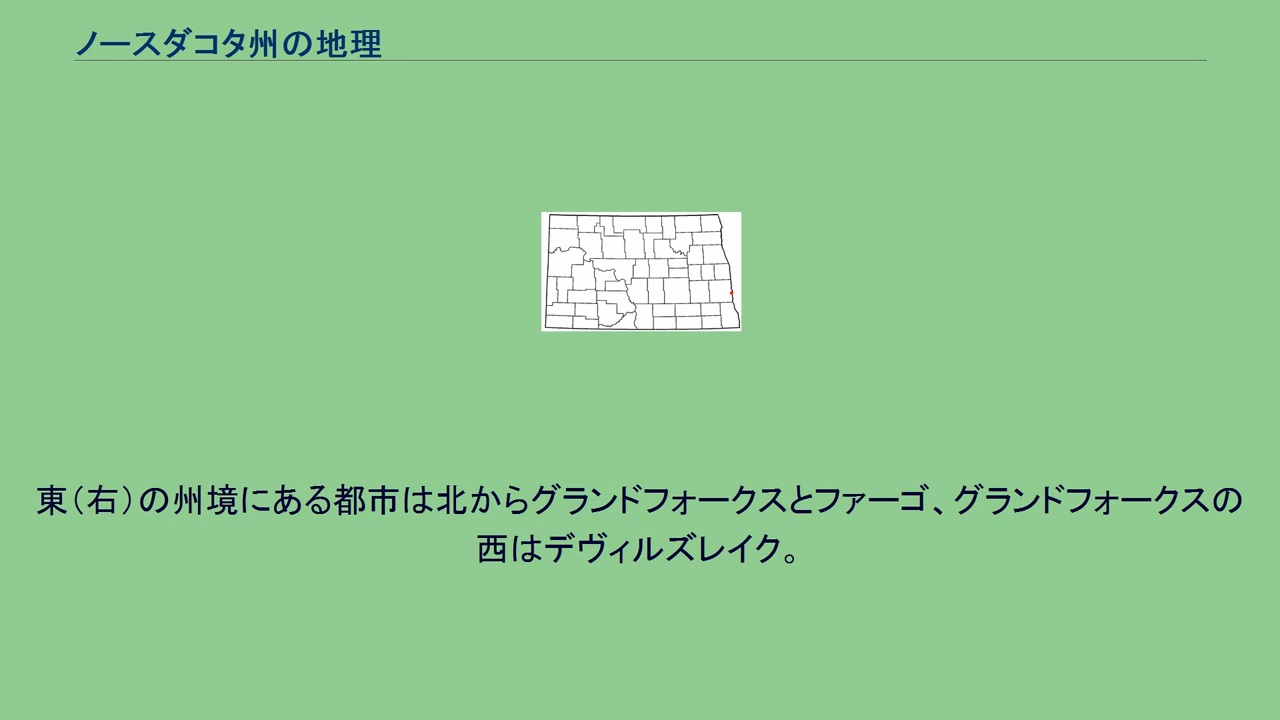 ノースダコタ州の地理
東（右）の州境にある都市は北からグランドフォークスとファーゴ、グランドフォークスの
西はデヴィルズレイク。